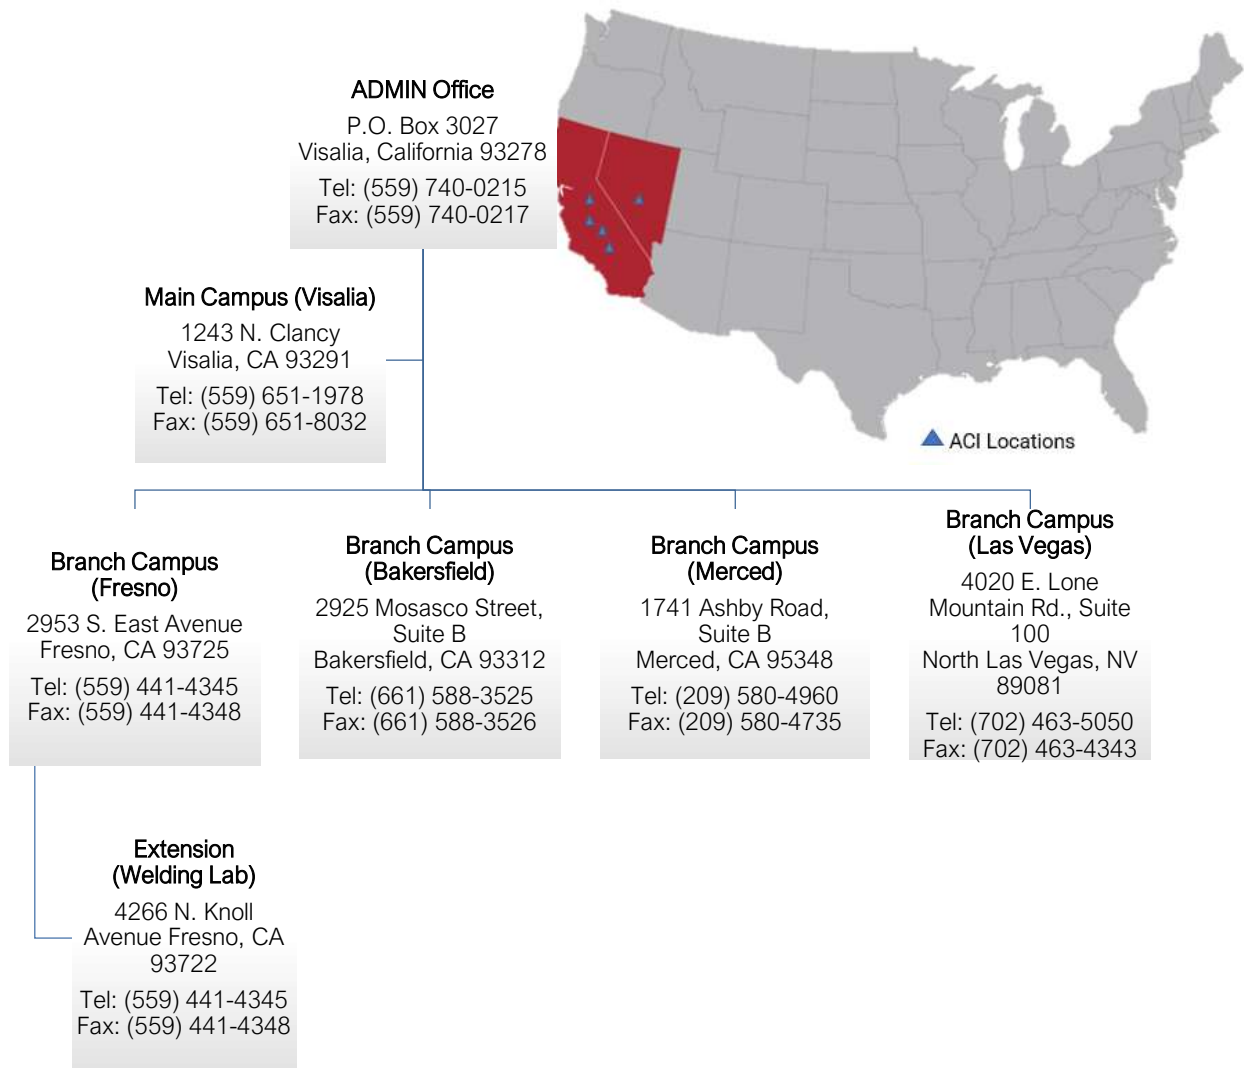 ADMIN Office
P.O. Box 3027
Visalia, California 93278
Tel: (559) 740-0215
Fax: (559) 740-0217
Main Campus (Visalia)
1243 N. Clancy
Visalia, CA 93291
Tel: (559) 651-1978
Fax: (559) 651-8032
ACI Locations
Branch Campus
(Fresno)
2953 S. East Avenue
Fresno, CA 93725
Tel: (559) 441-4345
Fax: (559) 441-4348
Branch Campus
(Bakersfield)
2925 Mosasco Street,
Suite B
Bakersfield, CA 93312
Tel: (661) 588-3525
Fax: (661) 588-3526
Branch Campus
(Merced)
1741 Ashby Road,
Suite B
Merced, CA 95348
Tel: (209) 580-4960
Fax: (209) 580-4735
Branch Campus
(Las Vegas)
4020 E. Lone
Mountain Rd., Suite
100
North Las Vegas, NV
89081
Tel: (702) 463-5050
Fax: (702) 463-4343
Extension
(Welding Lab)
4266 N. Knoll
Avenue Fresno, CA
93722
Tel: (559) 441-4345
Fax: (559) 441-4348